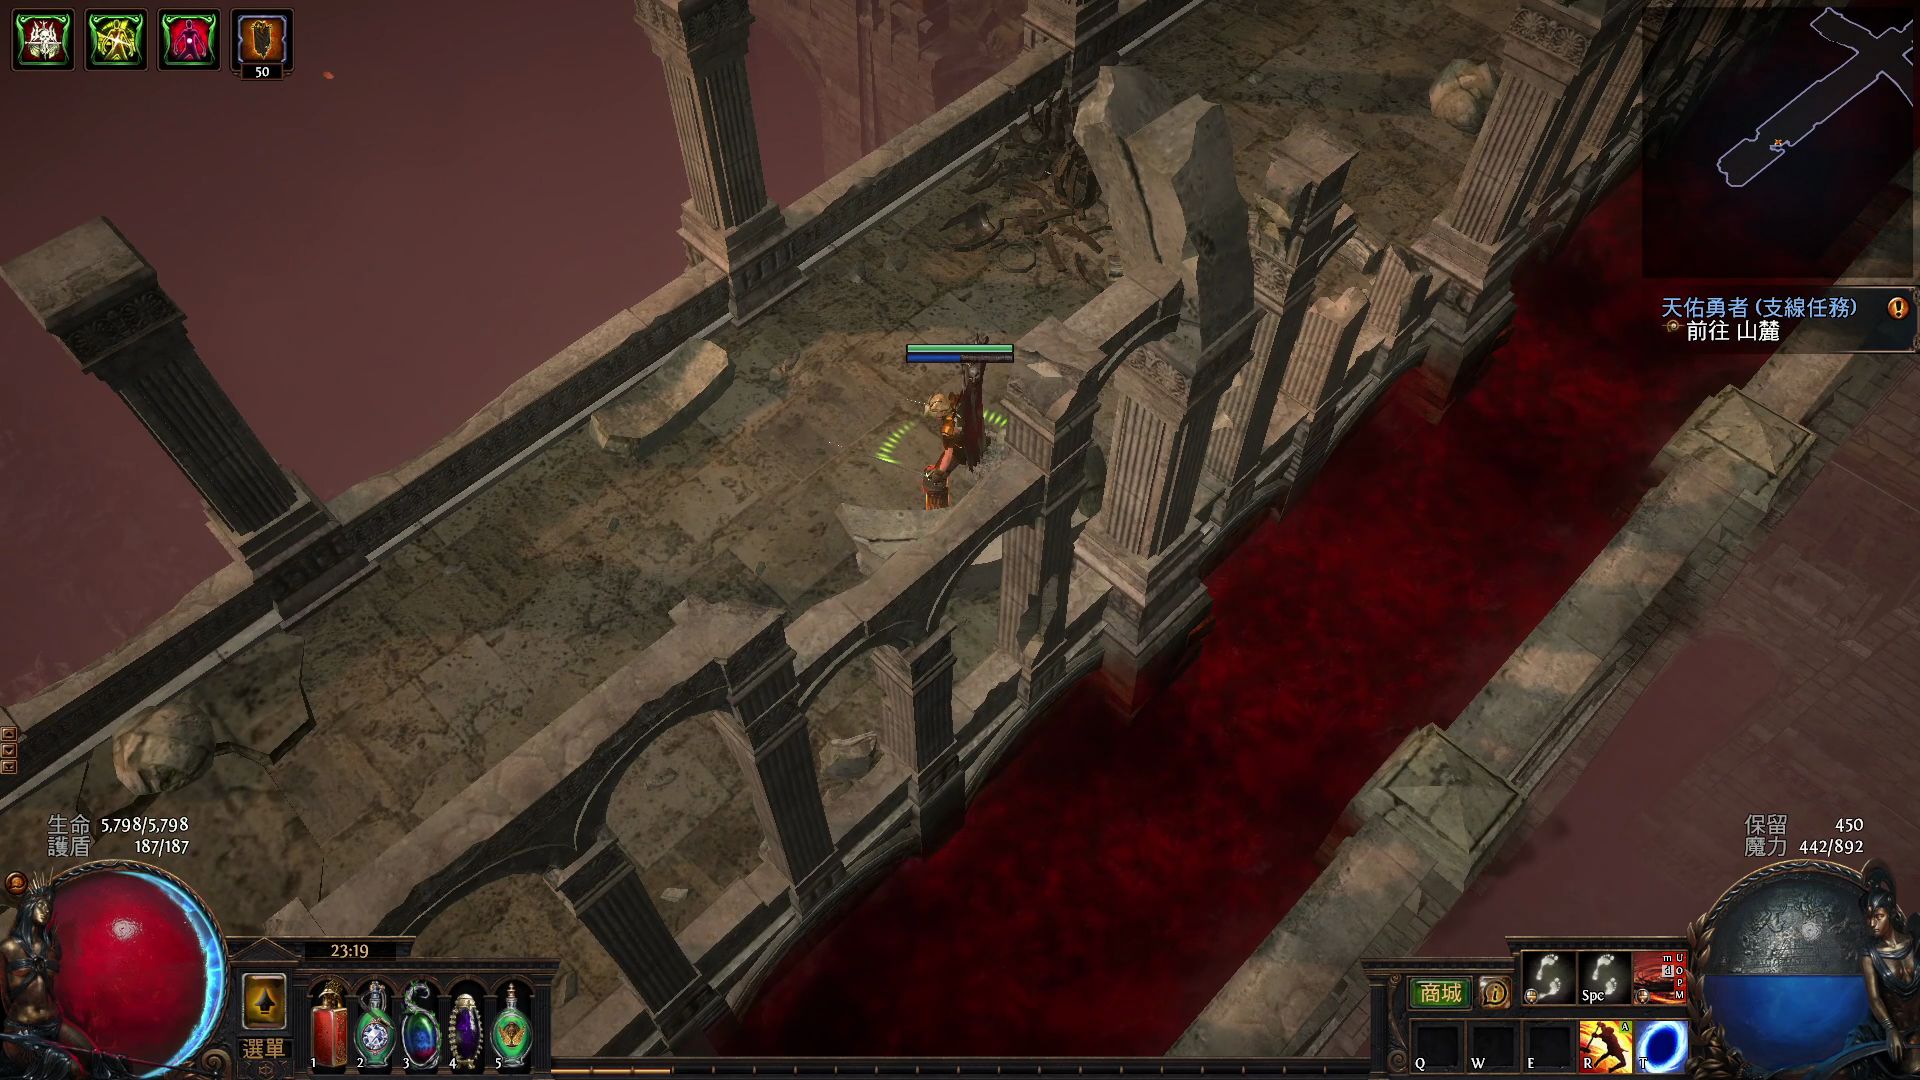 50
天佑勇者 (支線任務)
前往 山麓
生命 5,798/5,798
護盾 187/187
保留 450
魔力 442/892
23:19
選單
1
2
3
4
5
商城
Spc
m U
d O
P
M
Q
W
E
R
A
T